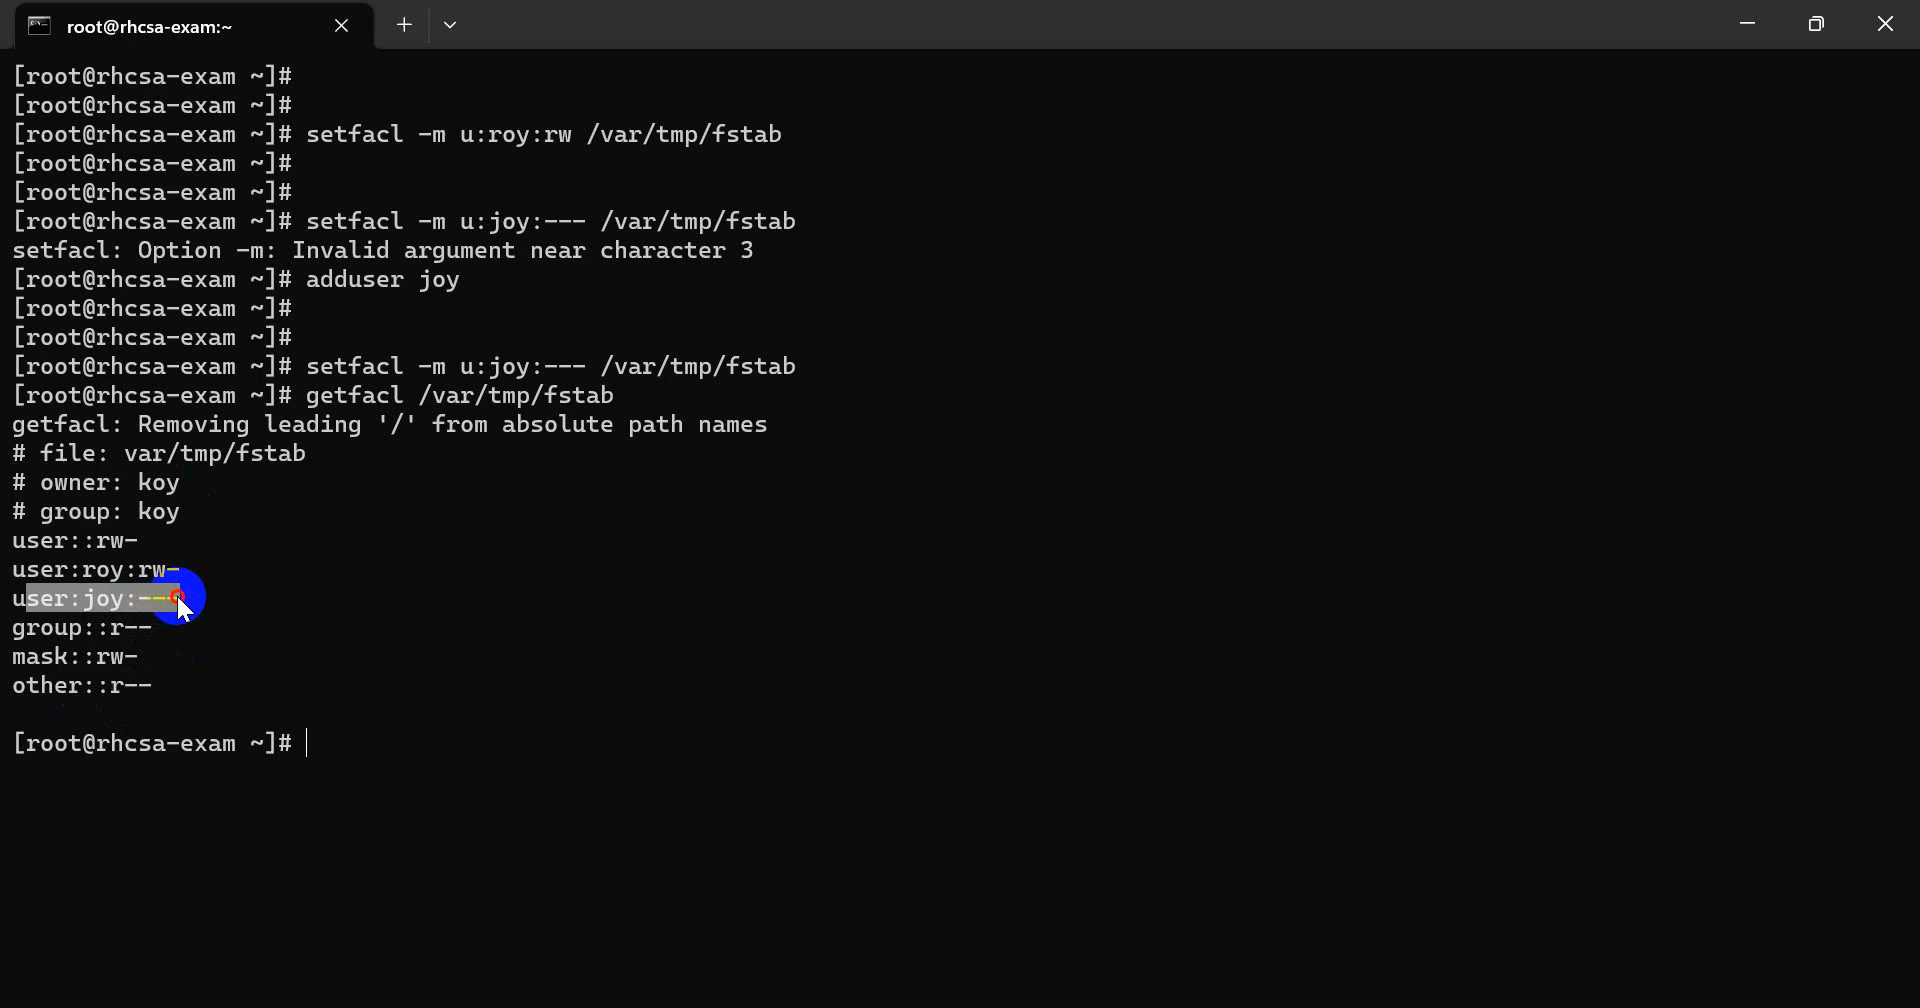 root@rhcsa-exam:~
[root@rhcsa-exam ~]#
[root@rhcsa-exam ~]#
[root@rhcsa-exam ~]# setfacl -m u:roy:rw /var/tmp/fstab
[root@rhcsa-exam ~]#
[root@rhcsa-exam ~]#
[root@rhcsa-exam ~]# setfacl -m u:joy:--- /var/tmp/fstab
setfacl: Option -m: Invalid argument near character 3
[root@rhcsa-exam ~]# adduser joy
[root@rhcsa-exam ~]#
[root@rhcsa-exam ~]#
[root@rhcsa-exam ~]# setfacl -m u:joy:--- /var/tmp/fstab
[root@rhcsa-exam ~]# getfacl /var/tmp/fstab
getfacl: Removing leading '/' from absolute path names
# file: var/tmp/fstab
# owner: koy
# group: koy
user::rw-
user:roy:rw-
user:joy:---
group::r--
mask::rw-
other::r--
[root@rhcsa-exam ~]#